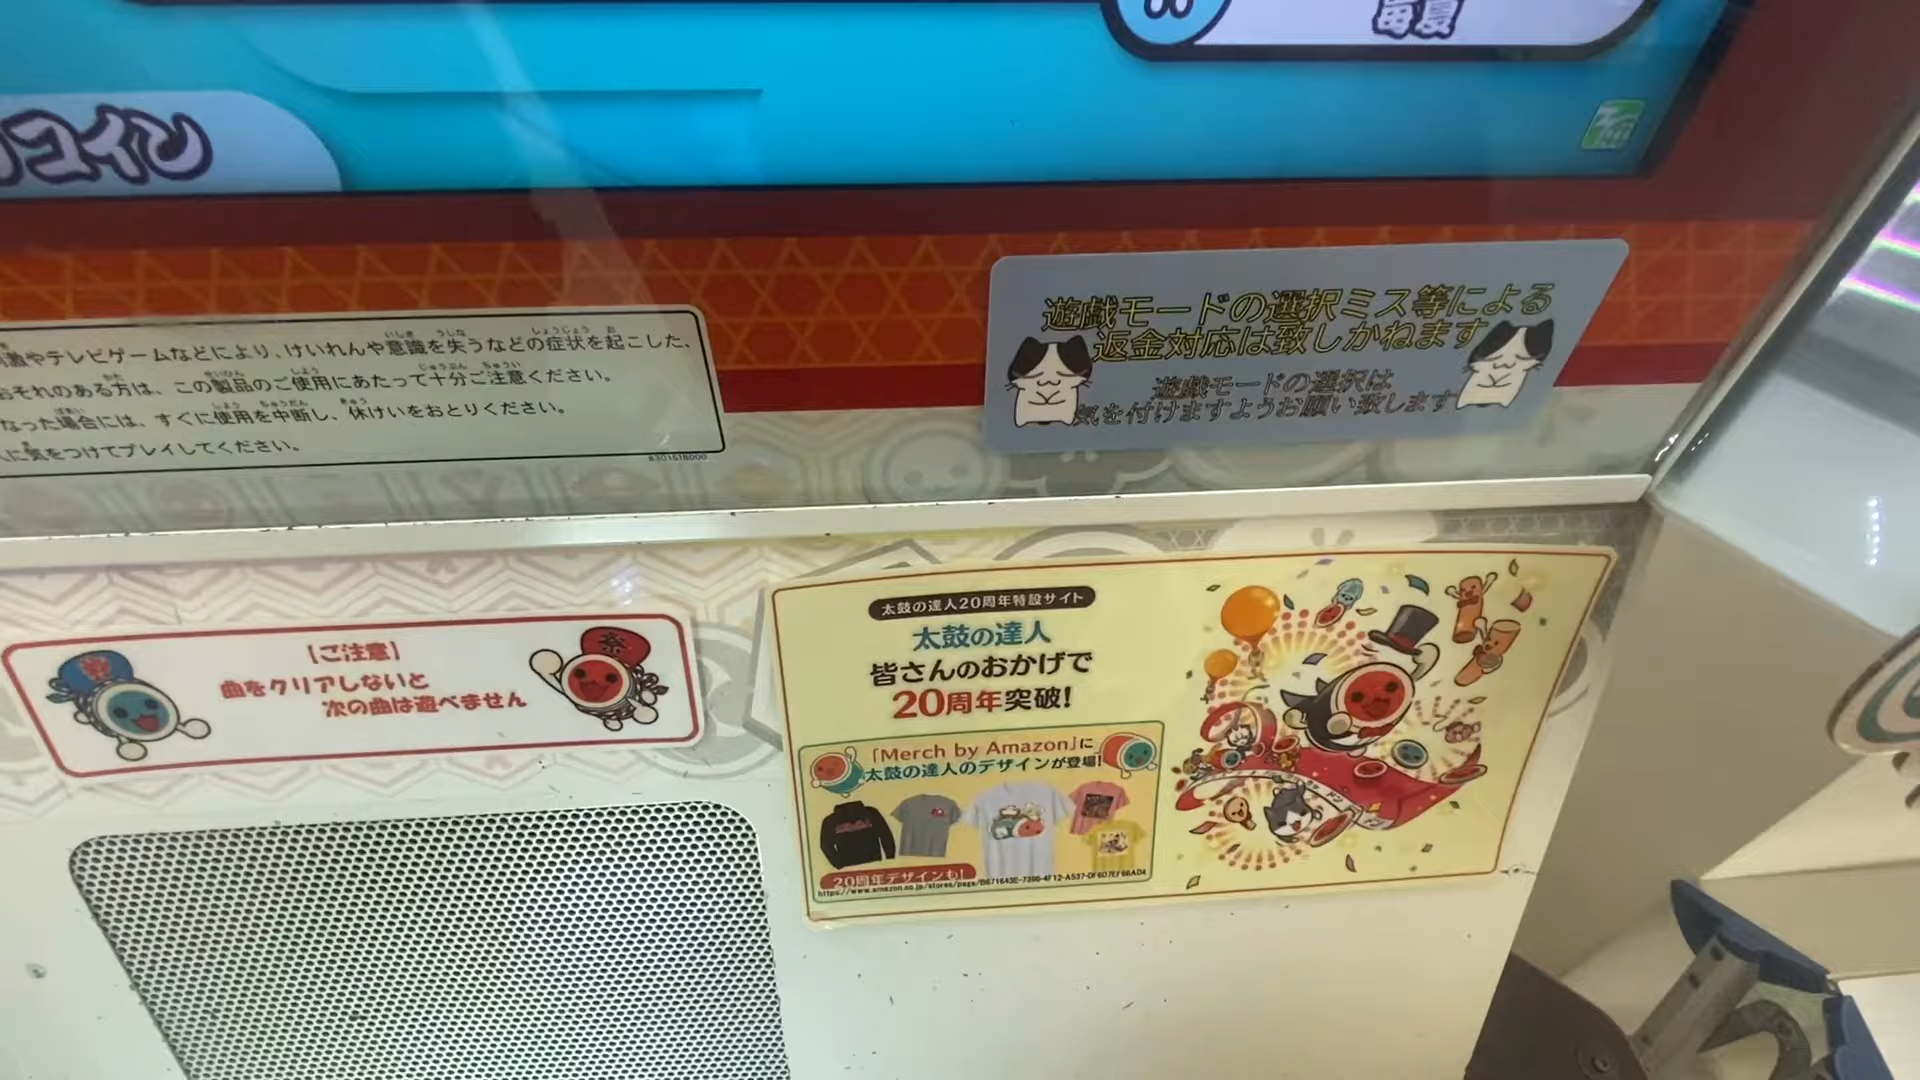 毎夏
コイン
激やテレビゲームなどにより、けいれんや意識を失うなどの症状を起こした、
おそれのある方は、この製品のご使用にあたって十分ご注意ください。
なった場合には、すぐに使用を中断し、休けいをおとりください。
に気をつけてプレイしてください。
遊戯モードの選択ミス等による
返金対応は致しかねます
遊戯モードの選択は
気を付けますようお願い致します
【ご注意】
曲をクリアしないと
次の曲は遊べません
太鼓の達人20周年特設サイト
太鼓の達人
皆さんのおかげで
20周年突破!
「Merch by Amazon」に
太鼓の達人のデザインが登場!
20周年デザインも!